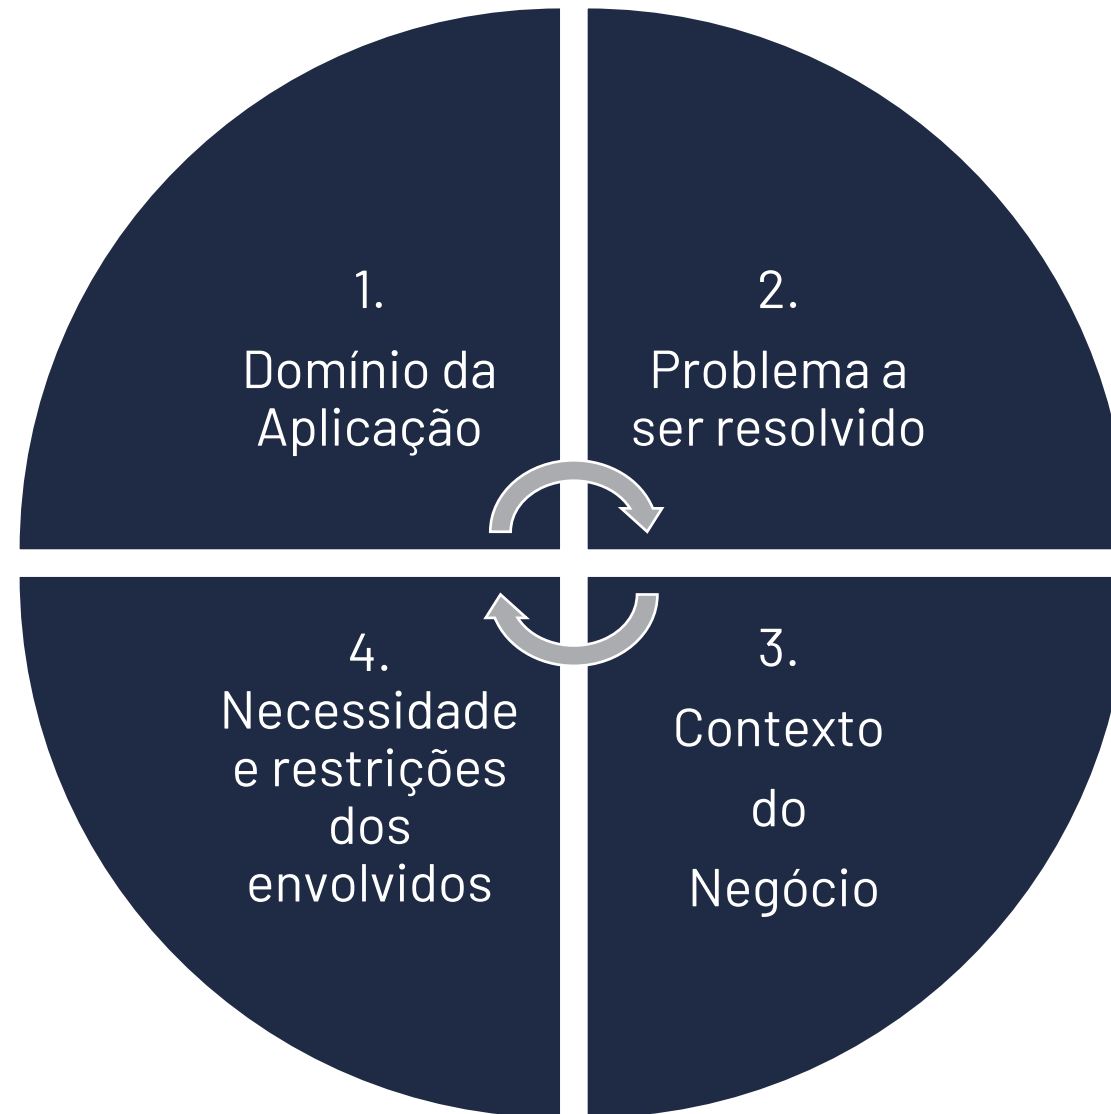 1.
Domínio da
Aplicação
2.
Problema a
ser resolvido
3.
Contexto
do
Negócio
4.
Necessidade
e restrições
dos
envolvidos